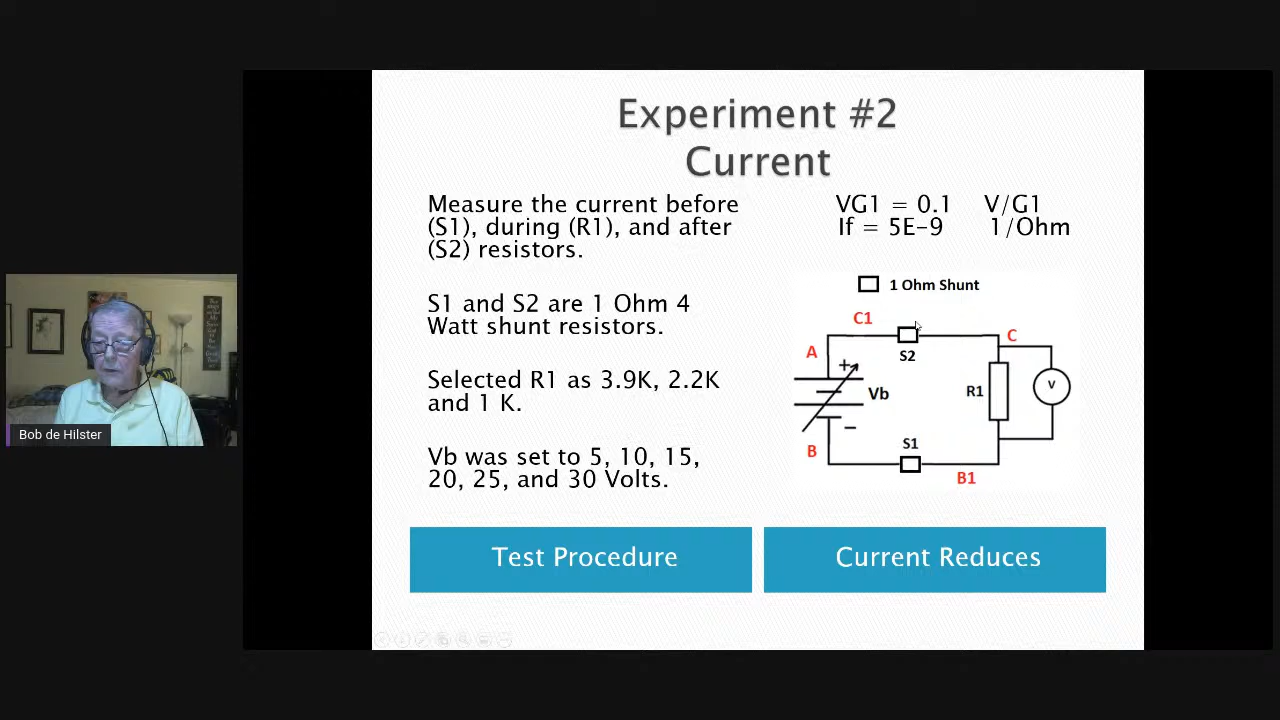 Experiment #2
Current
Measure the current before
(S1), during (R1), and after
(S2) resistors.
S1 and S2 are 1 Ohm 4
Watt shunt resistors.
Selected R1 as 3.9K, 2.2K
and 1 K.
Vb was set to 5, 10, 15,
20, 25, and 30 Volts.
VG1 = 0.1 V/G1
If = 5E-9 1/Ohm
1 Ohm Shunt
C1
C
S2
A
+
Vb
R1
V
−
S1
B
B1
Test Procedure
Current Reduces
Bob de Hilster